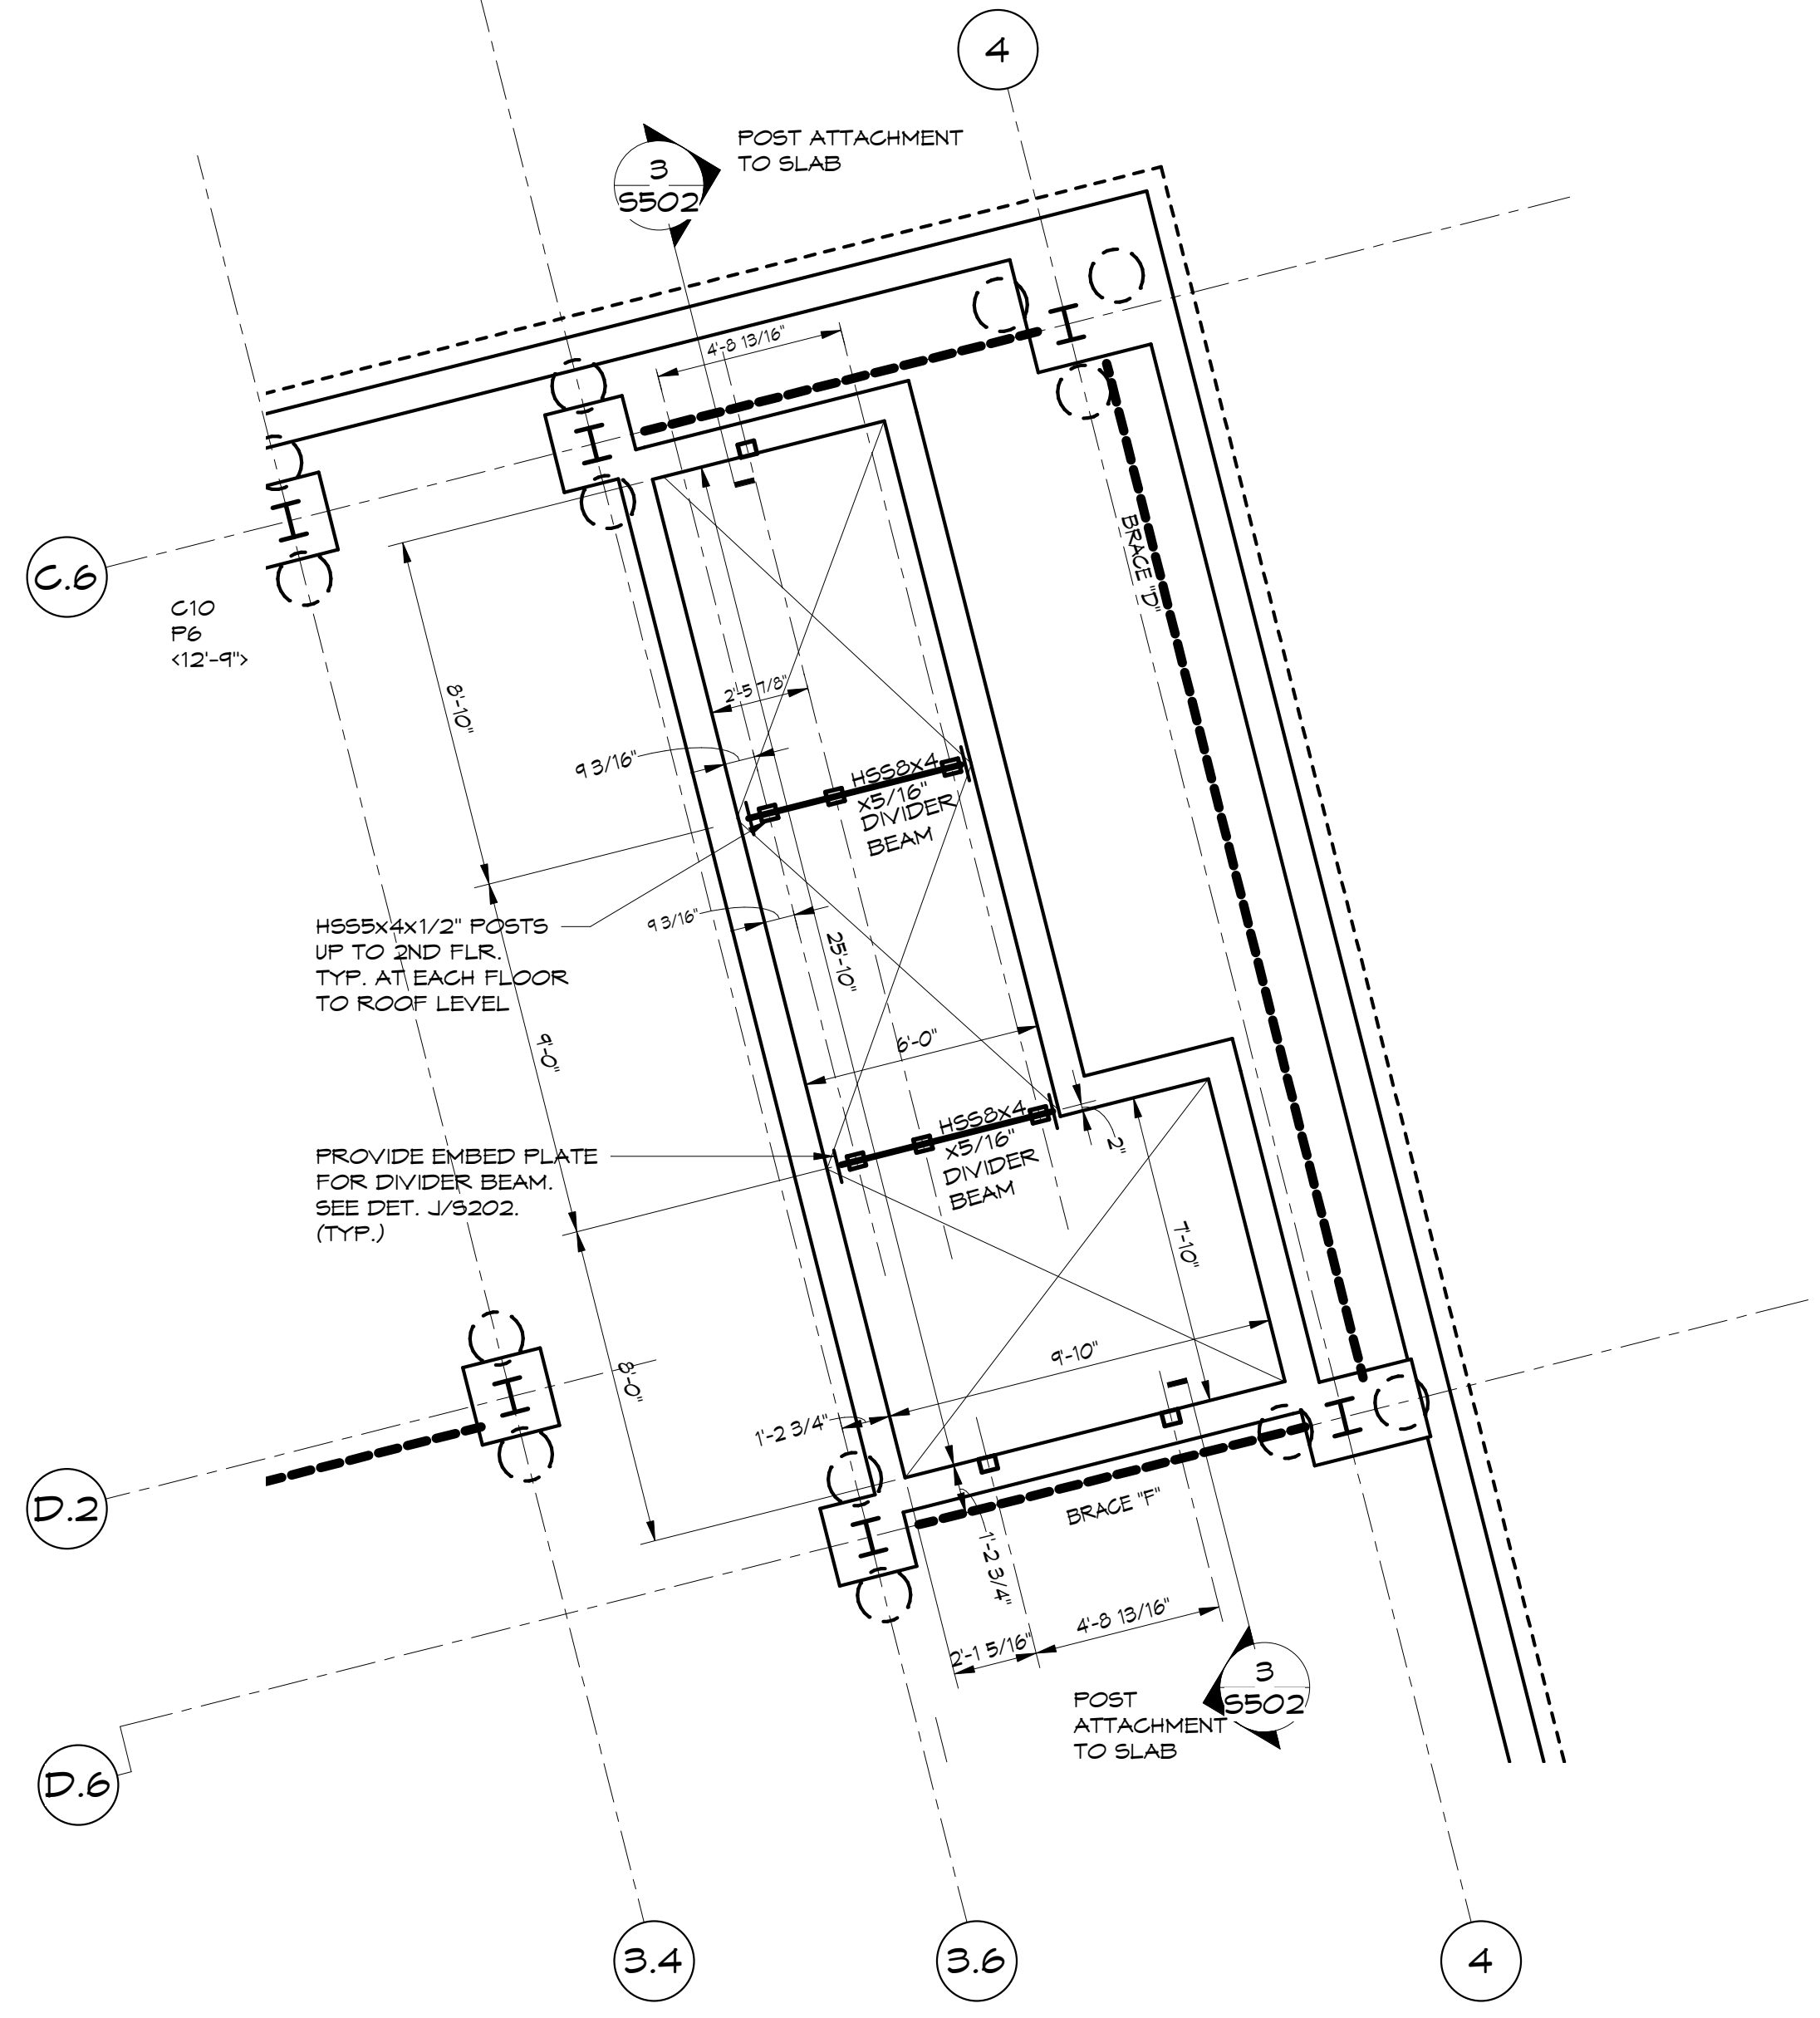 4
POST ATTACHMENT
TO SLAB
3
S502
4'-8 13/16"
C.6
C10
P6
<12'-9">
BRACE "D"
8'-10"
2'-5 7/8"
9 3/16"
HSS8x4
x5/16"
DIVIDER
BEAM
HSS5x4x1/2" POSTS
UP TO 2ND FLR.
TYP. AT EACH FLOOR
TO ROOF LEVEL
9 3/16"
25'-10"
9'-0"
6'-0"
HSS8x4
x5/16"
DIVIDER
BEAM
2"
PROVIDE EMBED PLATE
FOR DIVIDER BEAM.
SEE DET. J/S202.
(TYP.)
7'-10"
9'-10"
8'-0"
1'-2 3/4"
D.2
BRACE "F"
1'-2 3/4"
4'-8 13/16"
2'-1 5/16"
3
S502
POST
ATTACHMENT
TO SLAB
D.6
3.4
3.6
4